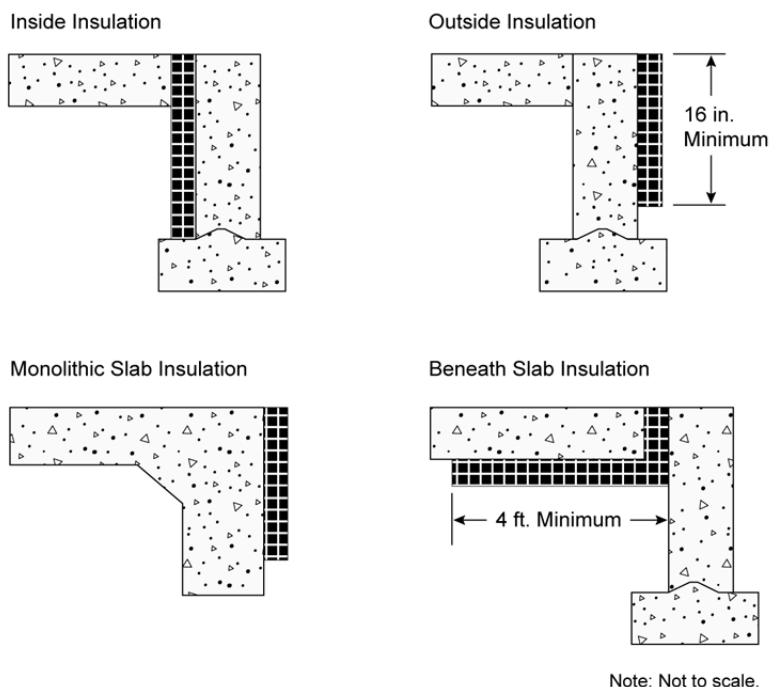 Inside Insulation
Outside Insulation
16 in.
Minimum
Monolithic Slab Insulation
Beneath Slab Insulation
4 ft. Minimum
Note: Not to scale.